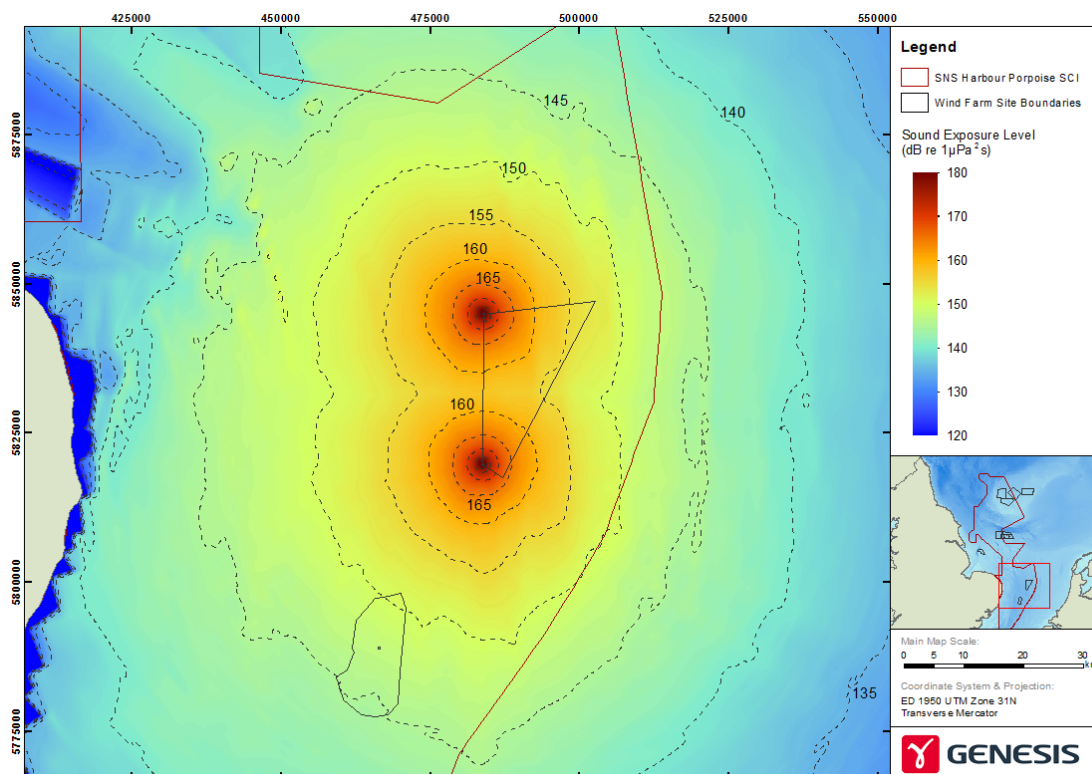 425000 450000 475000 500000 525000 550000
5875000
5850000
5825000
5800000
5775000
145
140
150
155
160
165
160
165
135
Legend
SNS Harbour Porpoise SCI
Wind Farm Site Boundaries
Sound Exposure Level
(dB re 1µPa²s)
180
170
160
150
140
130
120
Main Map Scale:
0 5 10 20 30
km
Coordinate System & Projection:
ED 1950 UTM Zone 31N
Transverse Mercator
GENESIS